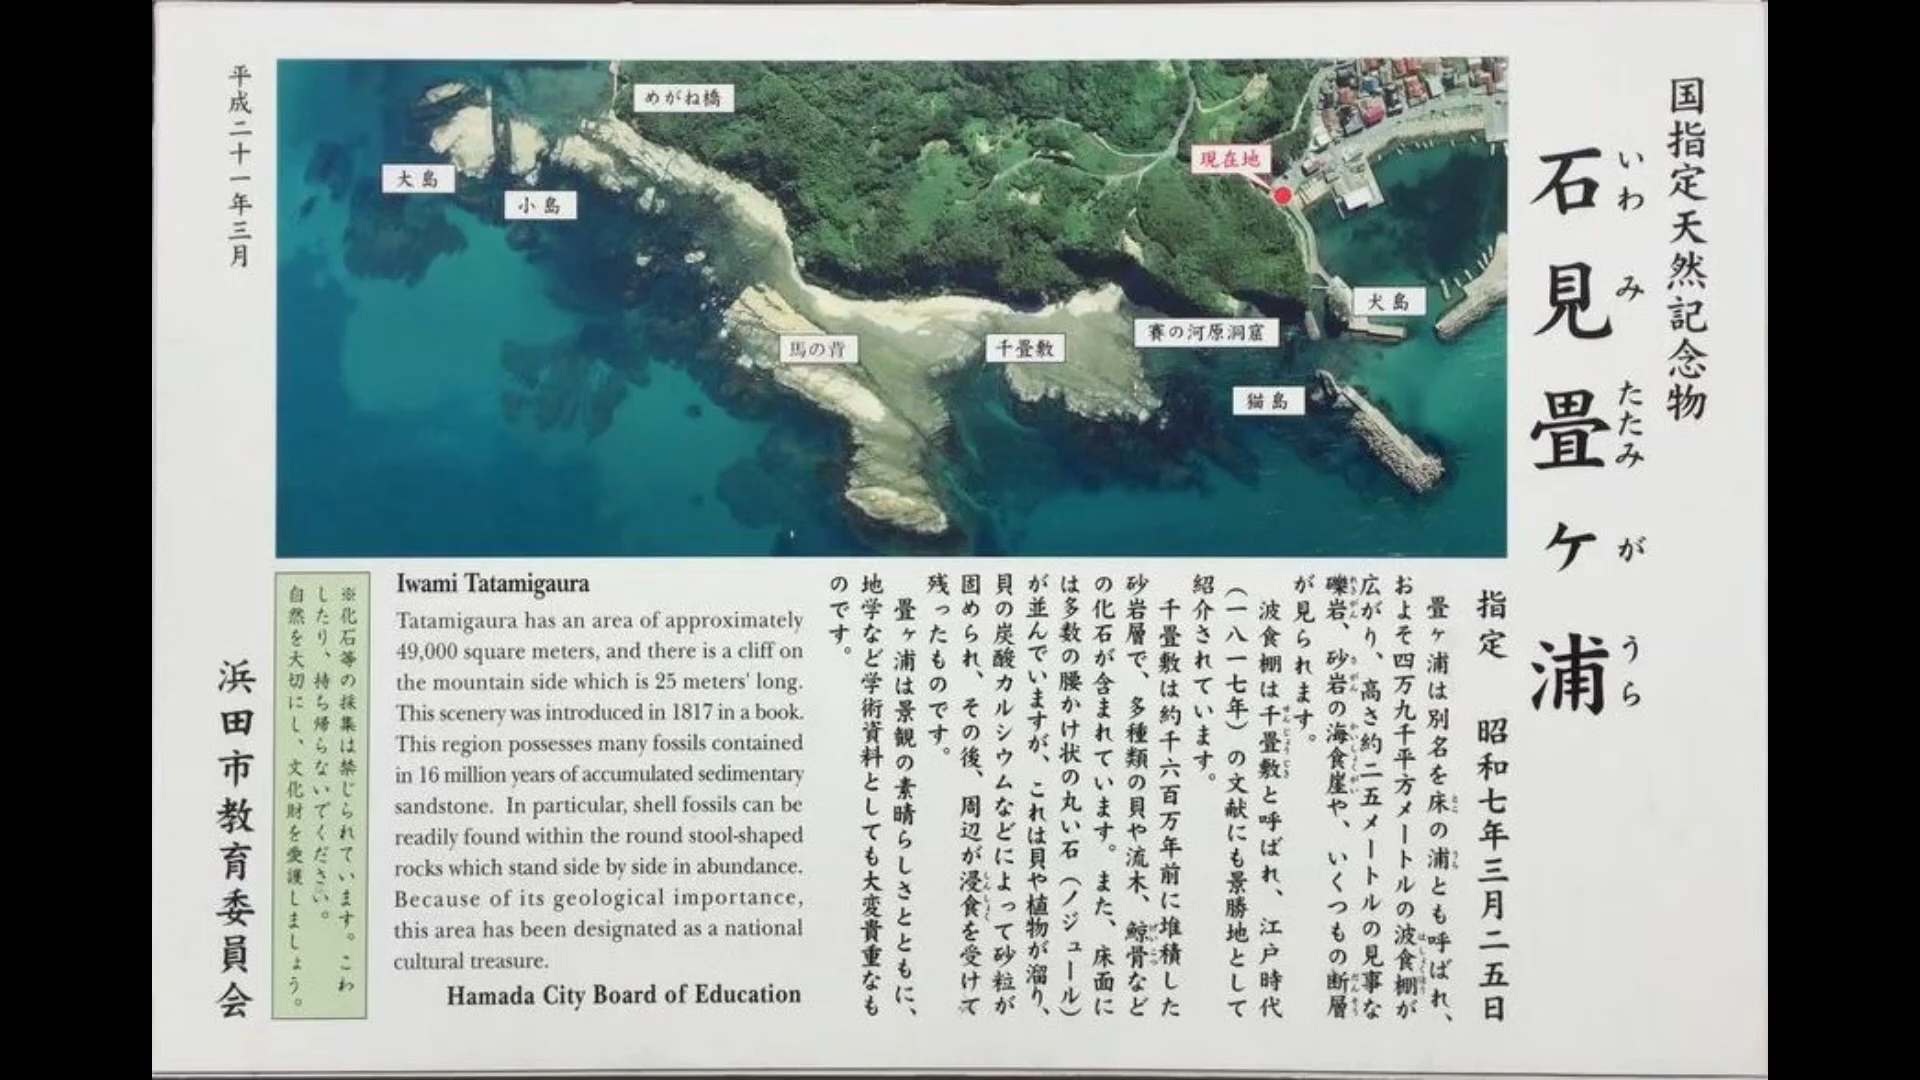 国指定天然記念物
石見畳ヶ浦
いわみたたみがうら
めがね橋
大島
小島
現在地
犬島
馬の背
千畳敷
賽の河原洞窟
猫島
指定 昭和七年三月二五日
畳ヶ浦は別名を床の浦とも呼ばれ、
およそ四万九千平方メートルの波食棚が
広がり、高さ約二五メートルの見事な
礫岩、砂岩の海食崖や、いくつもの断層
が見られます。
波食棚は千畳敷と呼ばれ、江戸時代
（一八一七年）の文献にも景勝地として
紹介されています。
千畳敷は約千六百万年前に堆積した
砂岩層で、多種類の貝や流木、鯨骨など
の化石が含まれています。また、床面に
は多数の腰かけ状の丸い石（ノジュール）
が並んでいますが、これは貝や植物が溜り、
貝の炭酸カルシウムなどによって砂粒が
固められ、その後、周辺が浸食を受けて
残ったものです。
畳ヶ浦は景観の素晴らしさとともに、
地学など学術資料としても大変貴重なも
のです。
Iwami Tatamigaura
Tatamigaura has an area of approximately
49,000 square meters, and there is a cliff on
the mountain side which is 25 meters' long.
This scenery was introduced in 1817 in a book.
This region possesses many fossils contained
in 16 million years of accumulated sedimentary
sandstone. In particular, shell fossils can be
readily found within the round stool-shaped
rocks which stand side by side in abundance.
Because of its geological importance,
this area has been designated as a national
cultural treasure.
Hamada City Board of Education
※化石等の採集は禁じられています。こわ
したり、持ち帰らないでください。
自然を大切にし、文化財を愛護しましょう。
平成二十一年三月
浜田市教育委員会